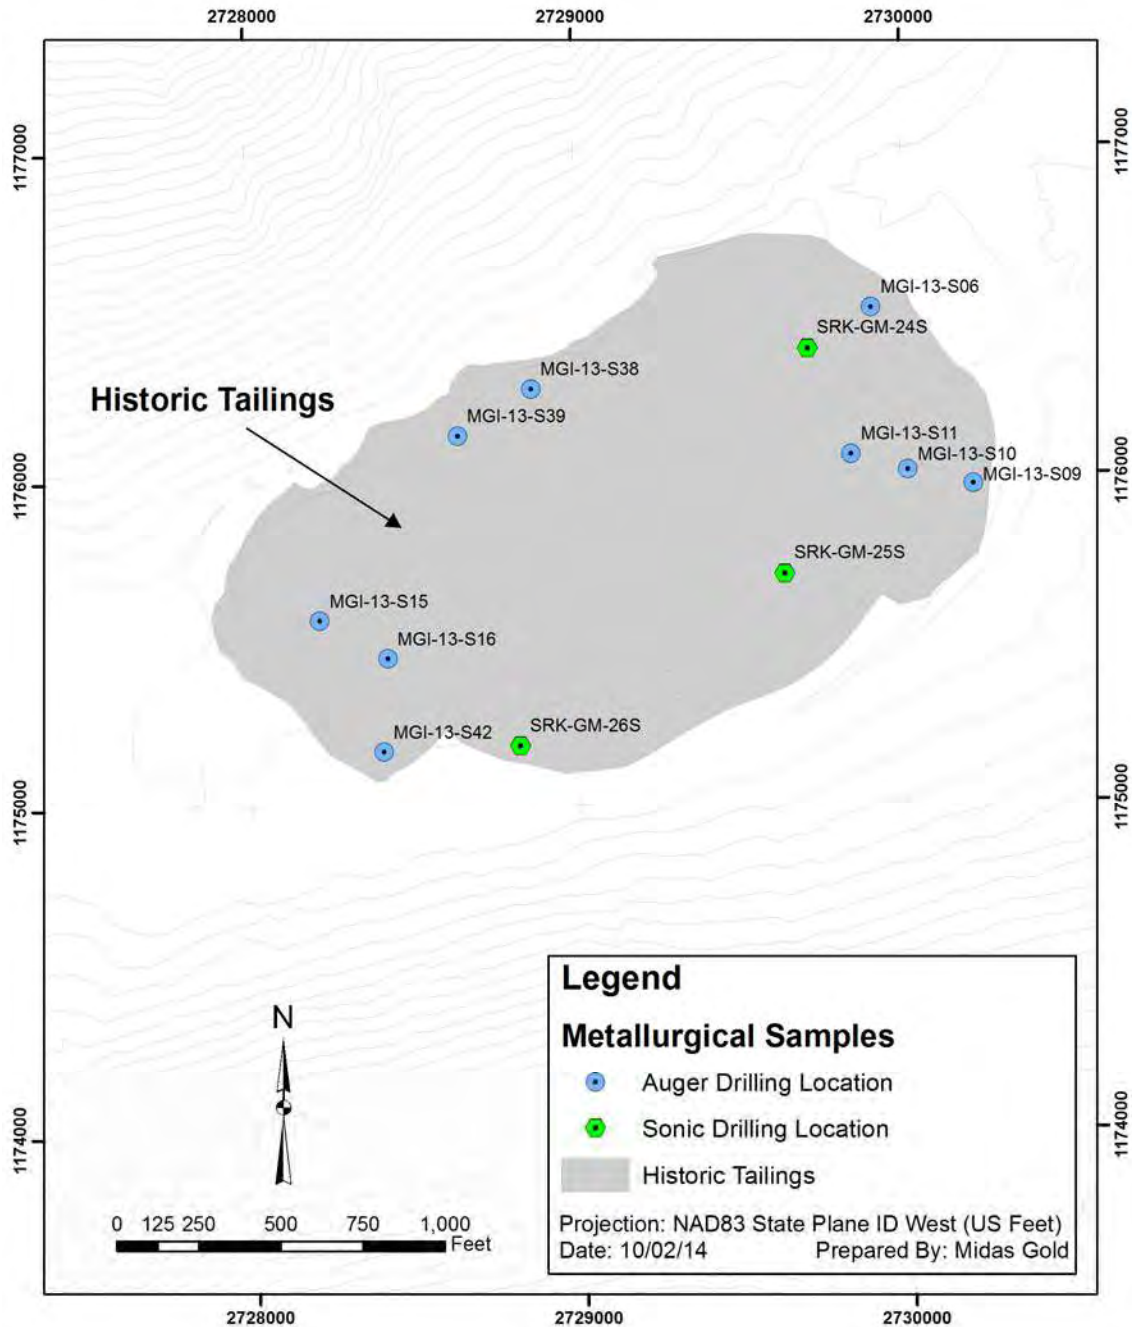 2728000
2729000
2730000
1177000
1177000
MGI-13-S06
SRK-GM-24S
MGI-13-S38
Historic Tailings
MGI-13-S39
MGI-13-S11
MGI-13-S10
1176000
1176000
MGI-13-S09
SRK-GM-25S
MGI-13-S15
MGI-13-S16
MGI-13-S42
SRK-GM-26S
1175000
1175000
Legend
N
Metallurgical Samples
Auger Drilling Location
Sonic Drilling Location
1174000
1174000
Historic Tailings
0 125 250 500 750 1,000
Feet
Projection: NAD83 State Plane ID West (US Feet)
Date: 10/02/14 Prepared By: Midas Gold
2728000
2729000
2730000